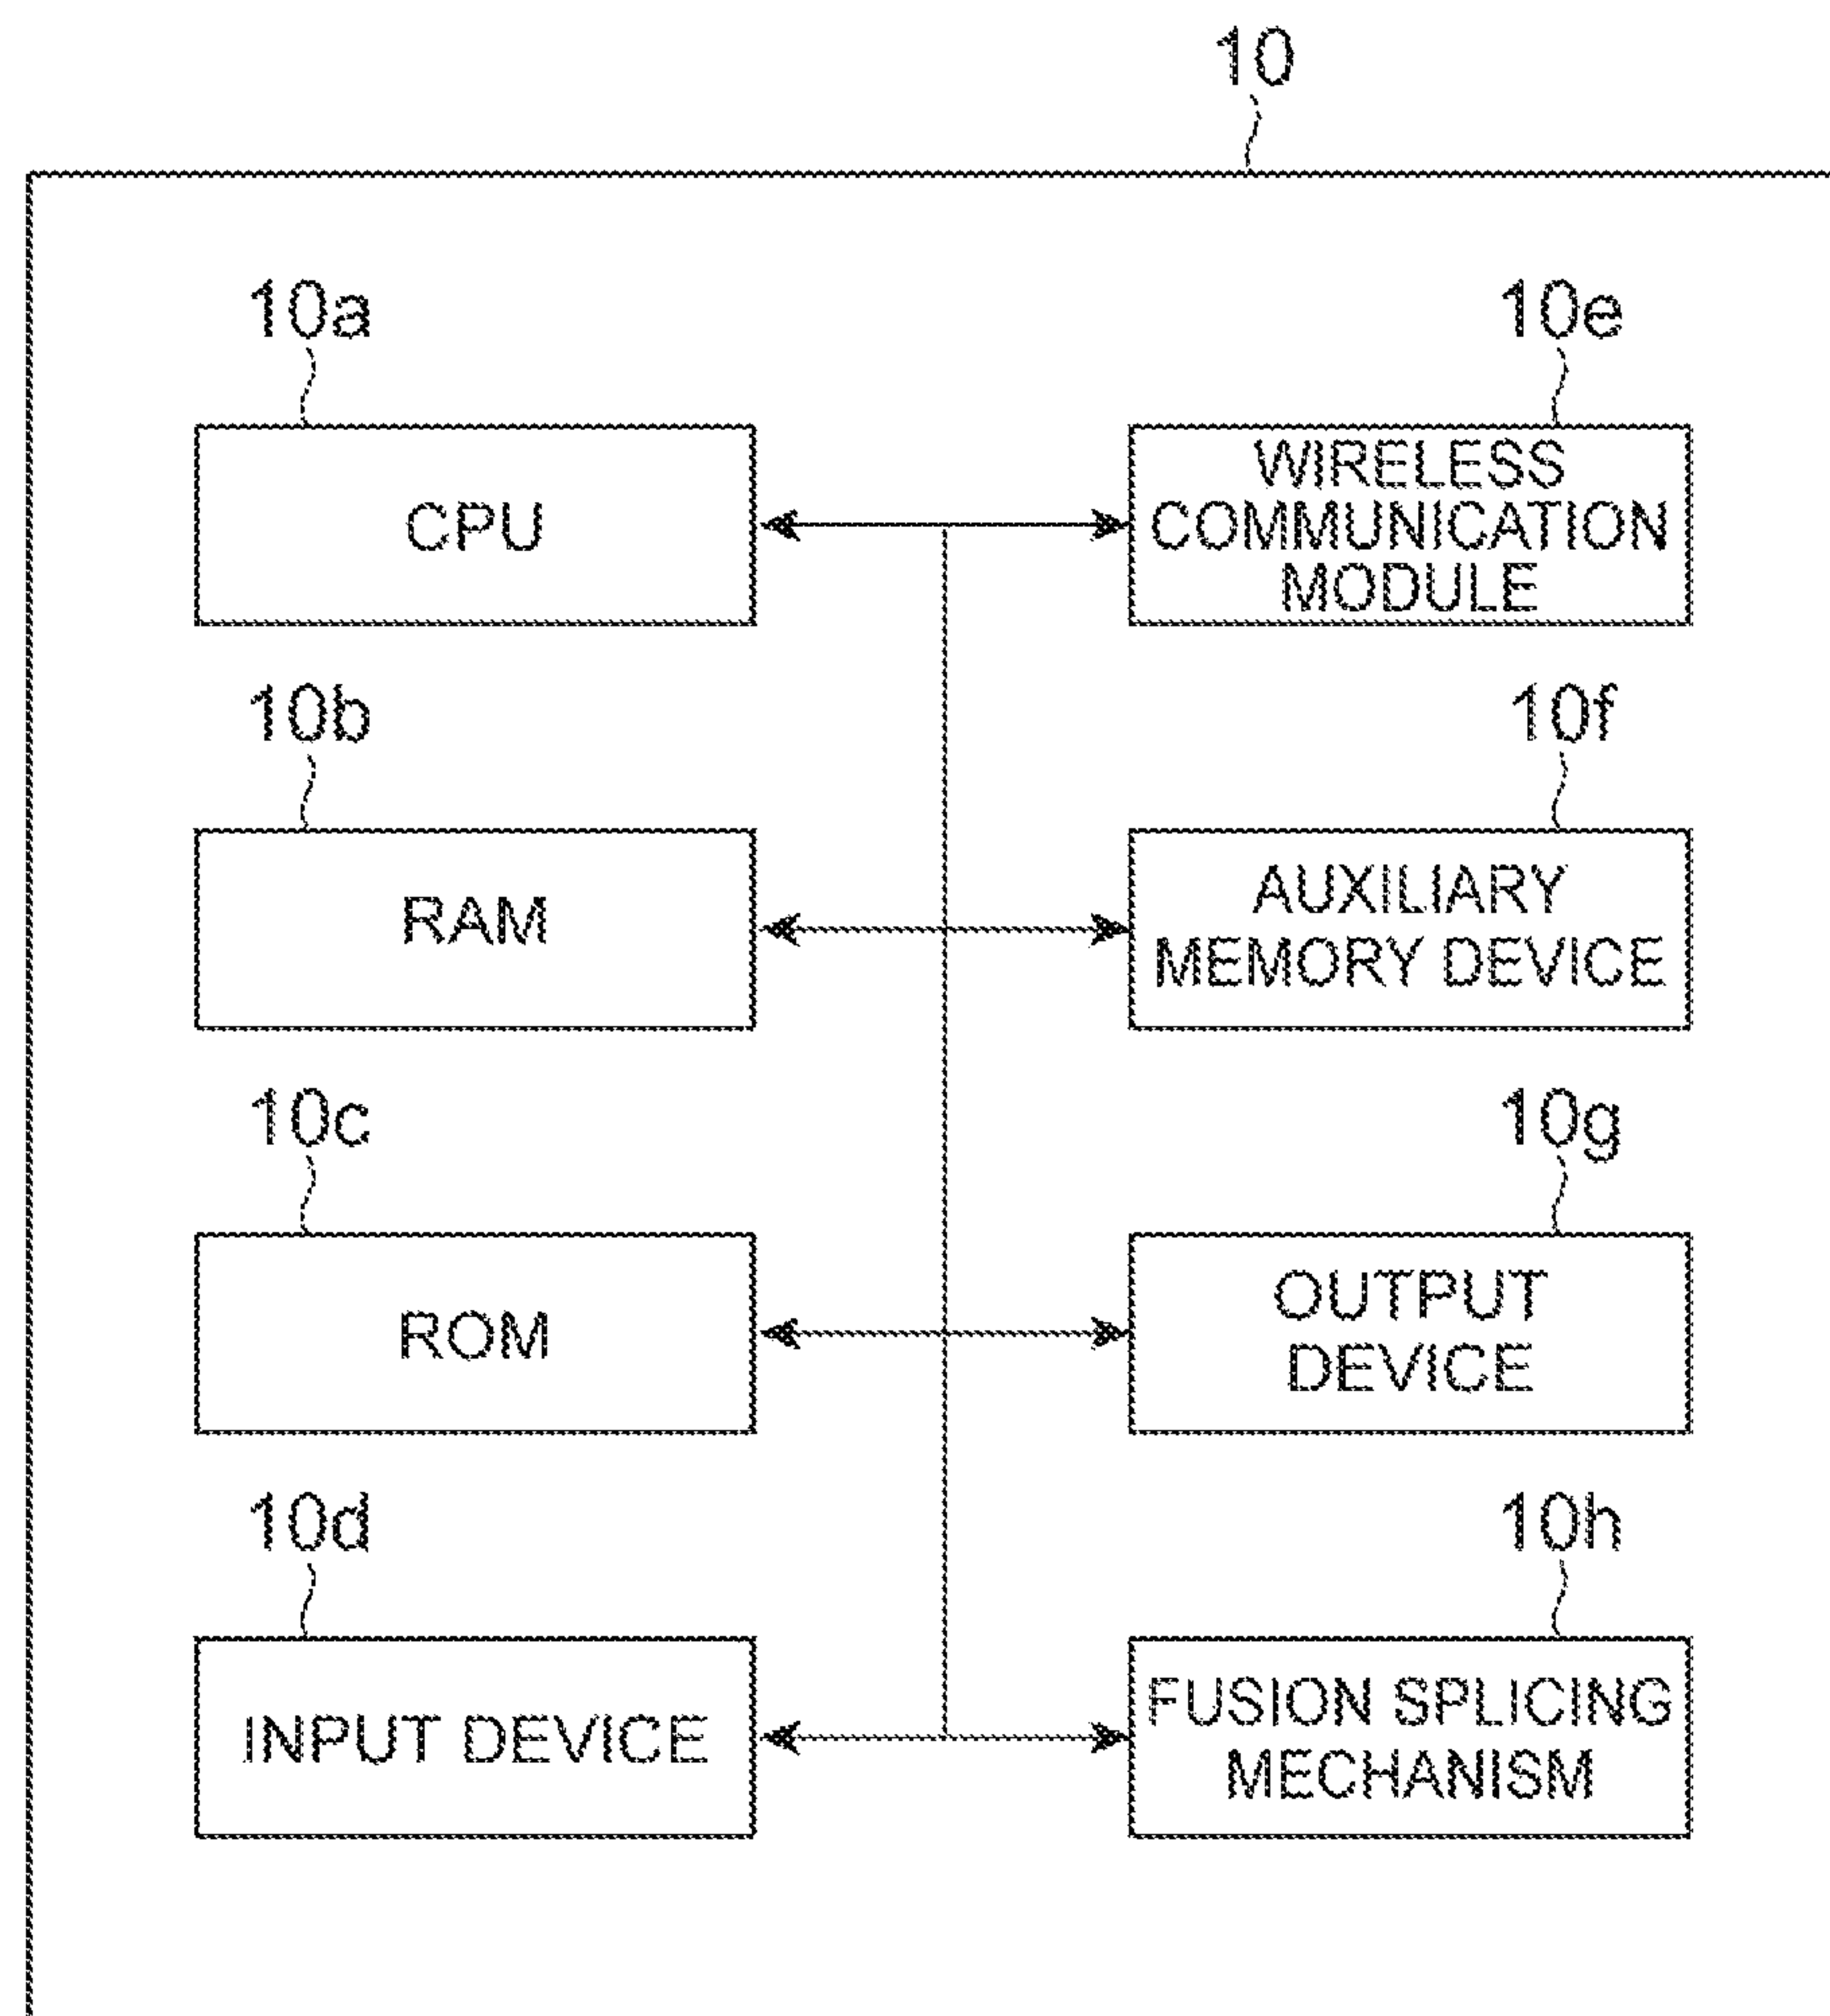 10
10a
CPU
10e
WIRELESS
COMMUNICATION
MODULE
10b
RAM
10f
AUXILIARY
MEMORY DEVICE
10c
ROM
10g
OUTPUT
DEVICE
10d
INPUT DEVICE
10h
FUSION SPLICING
MECHANISM